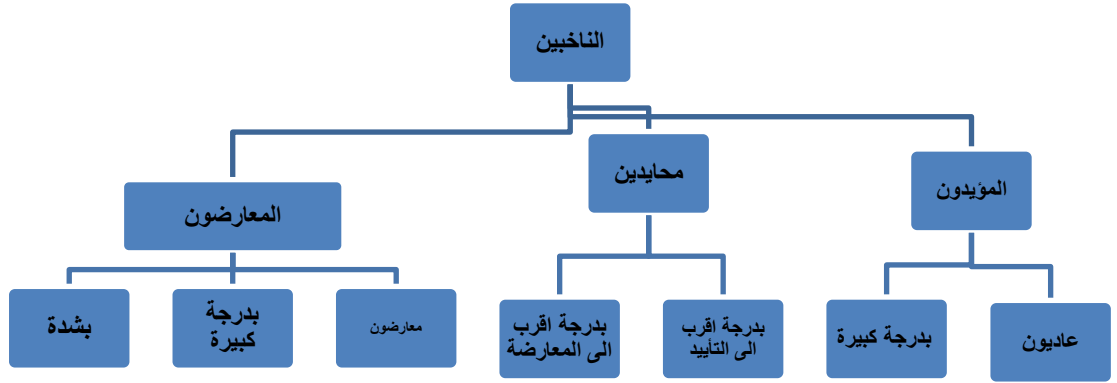 الناخبين
المؤيدون
محايدين
المعارضون
عاديون
بدرجة كبيرة
بدرجة اقرب
الى التأييد
بدرجة اقرب
الى المعارضة
معارضون
بدرجة
كبيرة
بشدة